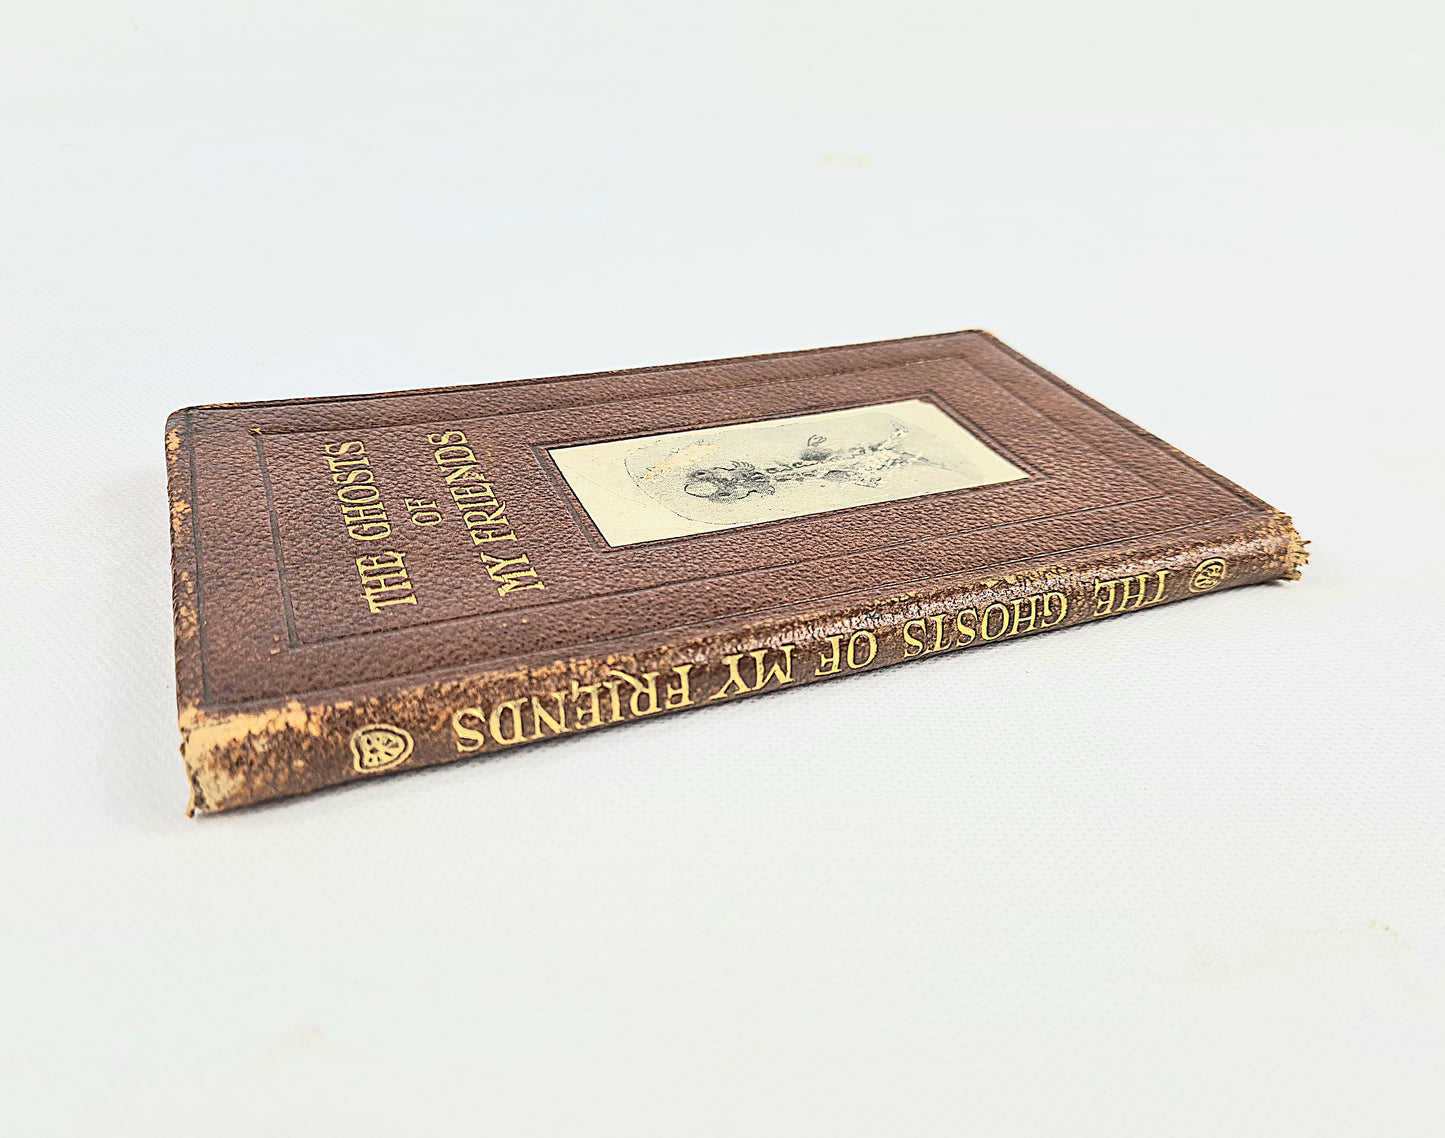 THE GHOSTS
OF
MY FRIENDS
THE GHOSTS OF MY FRIENDS